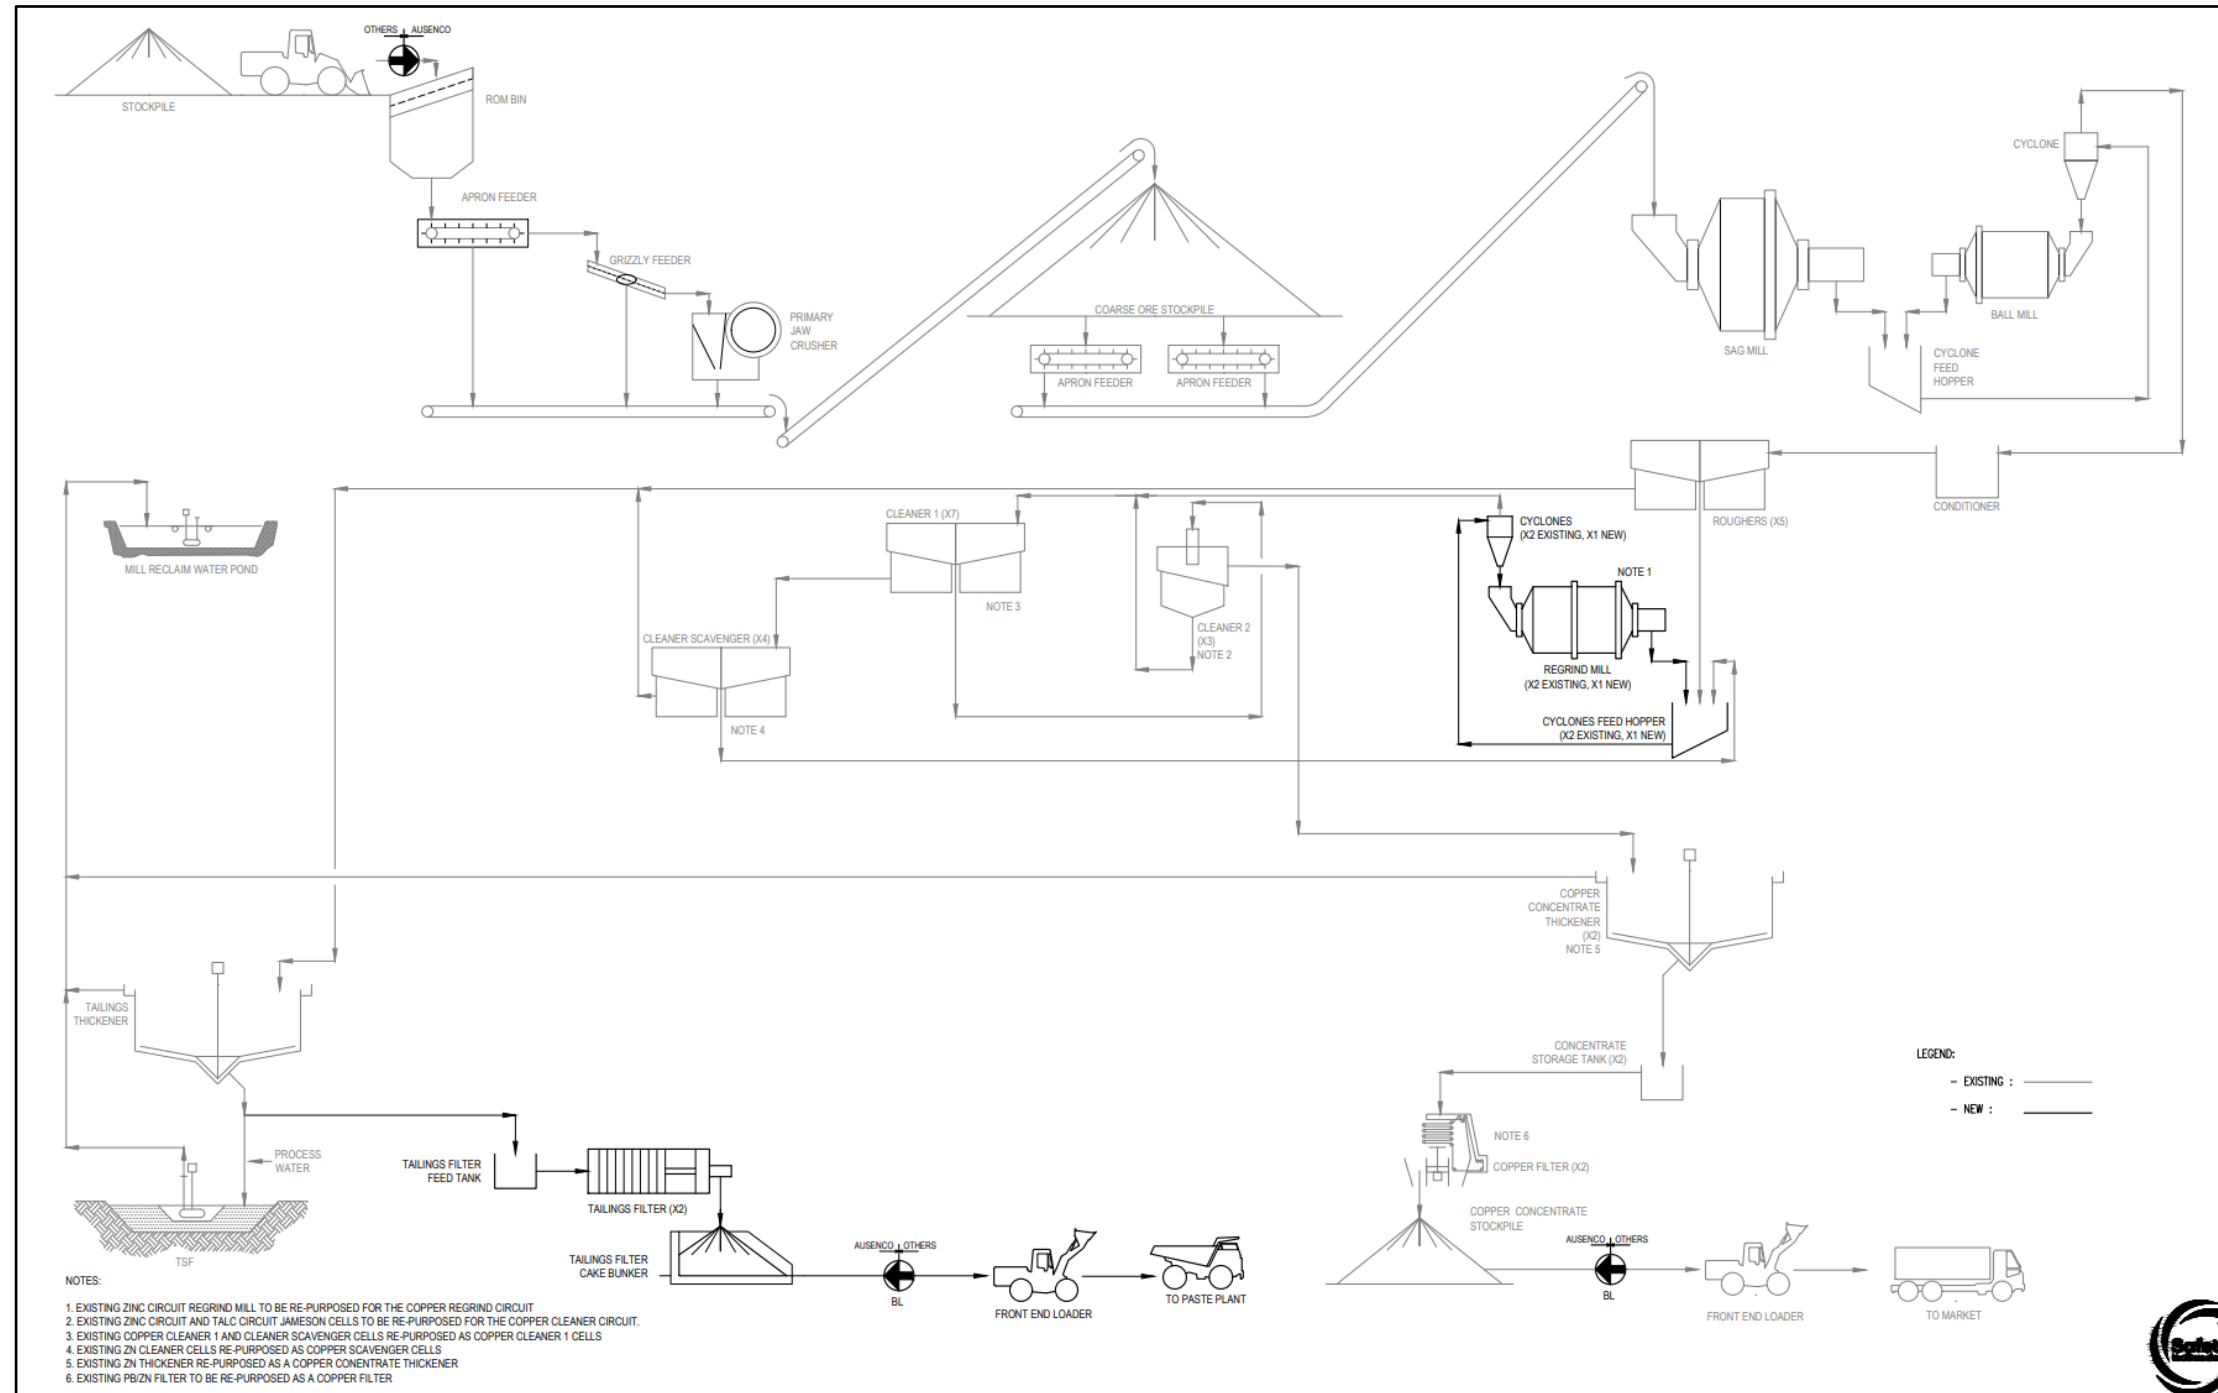 OTHERS AUSENCO
STOCKPILE
ROM BIN
APRON FEEDER
GRIZZLY FEEDER
PRIMARY
JAW
CRUSHER
COARSE ORE STOCKPILE
APRON FEEDER
APRON FEEDER
SAG MILL
CYCLONE
BALL MILL
CYCLONE
FEED
HOPPER
MILL RECLAIM WATER POND
CLEANER 1 (X7)
NOTE 3
CLEANER SCAVENGER (X4)
NOTE 4
CLEANER 2
(X3)
NOTE 2
CYCLONES
(X2 EXISTING, X1 NEW)
NOTE 1
REGRIND MILL
(X2 EXISTING, X1 NEW)
CYCLONES FEED HOPPER
(X2 EXISTING, X1 NEW)
ROUGHERS (X5)
CONDITIONER
COPPER
CONCENTRATE
THICKENER
(X2)
NOTE 5
TAILINGS
THICKENER
PROCESS
WATER
TSF
TAILINGS FILTER
FEED TANK
TAILINGS FILTER (X2)
TAILINGS FILTER
CAKE BUNKER
AUSENCO OTHERS
BL
FRONT END LOADER
TO PASTE PLANT
CONCENTRATE
STORAGE TANK (X2)
NOTE 6
COPPER FILTER (X2)
COPPER CONCENTRATE
STOCKPILE
AUSENCO OTHERS
BL
FRONT END LOADER
TO MARKET
LEGEND:
- EXISTING :
- NEW :
NOTES:
1. EXISTING ZINC CIRCUIT REGRIND MILL TO BE RE-PURPOSED FOR THE COPPER REGRIND CIRCUIT
2. EXISTING ZINC CIRCUIT AND TALC CIRCUIT JAMESON CELLS TO BE RE-PURPOSED FOR THE COPPER CLEANER CIRCUIT.
3. EXISTING COPPER CLEANER 1 AND CLEANER SCAVENGER CELLS RE-PURPOSED AS COPPER CLEANER 1 CELLS
4. EXISTING ZN CLEANER CELLS RE-PURPOSED AS COPPER SCAVENGER CELLS
5. EXISTING ZN THICKENER RE-PURPOSED AS A COPPER CONENTRATE THICKENER
6. EXISTING PB/ZN FILTER TO BE RE-PURPOSED AS A COPPER FILTER